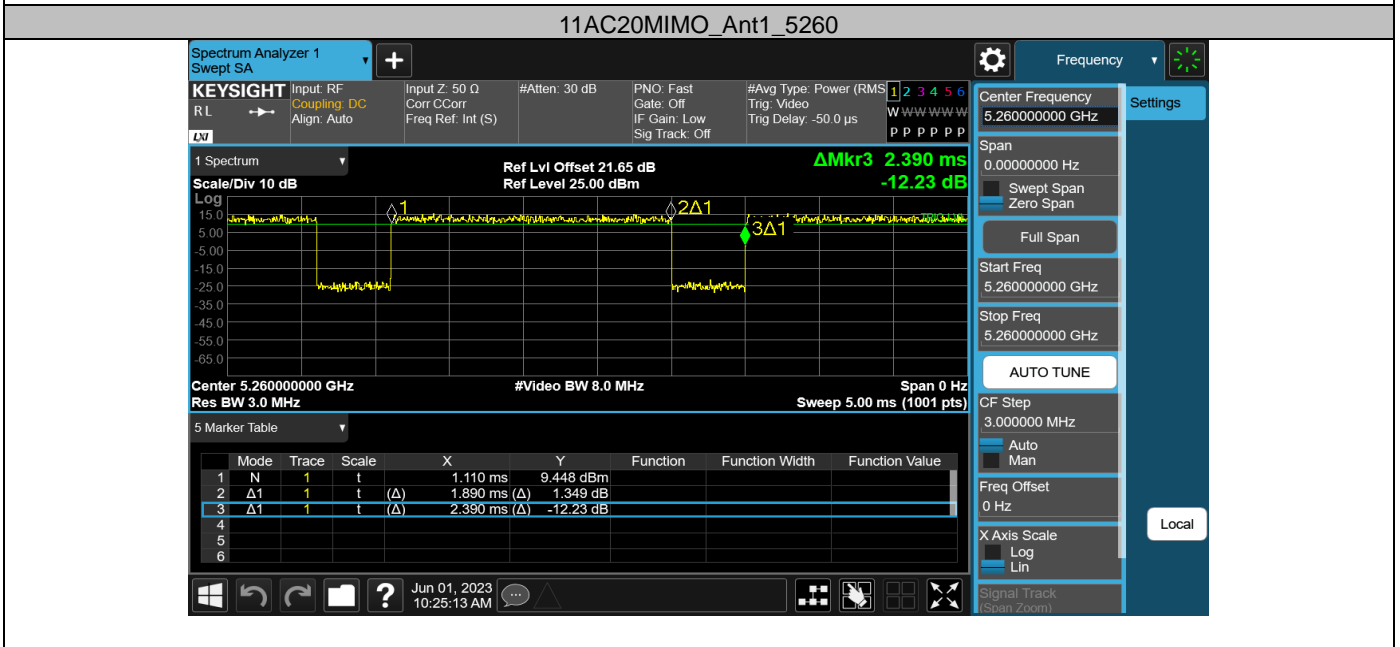 11AC20MIMO_Ant1_5260
Spectrum Analyzer 1
Swept SA
+
Frequency
KEYSIGHT
RL
LXI
Input: RF
Coupling: DC
Align: Auto
Input Z: 50 Ω
Corr CCorr
Freq Ref: Int (S)
#Atten: 30 dB
PNO: Fast
Gate: Off
IF Gain: Low
Sig Track: Off
#Avg Type: Power (RMS
Trig: Video
Trig Delay: -50.0 µs
1 2 3 4 5 6
W W W W W W
P P P P P P
1 Spectrum
Scale/Div 10 dB
Ref Lvl Offset 21.65 dB
Ref Level 25.00 dBm
ΔMkr3 2.390 ms
-12.23 dB
Log
15.0
5.00
-5.00
-15.0
-25.0
-35.0
-45.0
-55.0
-65.0
1
2Δ1
3Δ1
Center 5.260000000 GHz
#Video BW 8.0 MHz
Span 0 Hz
Res BW 3.0 MHz
Sweep 5.00 ms (1001 pts)
5 Marker Table
Mode Trace Scale X Y Function Function Width Function Value
1 N 1 t 1.110 ms 9.448 dBm
2 Δ1 1 t (Δ) 1.890 ms (Δ) 1.349 dB
3 Δ1 1 t (Δ) 2.390 ms (Δ) -12.23 dB
4
5
6
?
Jun 01, 2023
10:25:13 AM
Center Frequency
5.260000000 GHz
Settings
Span
0.00000000 Hz
Swept Span
Zero Span
Full Span
Start Freq
5.260000000 GHz
Stop Freq
5.260000000 GHz
AUTO TUNE
CF Step
3.000000 MHz
Auto
Man
Freq Offset
0 Hz
X Axis Scale
Log
Lin
Local
Signal Track
(Span Zoom)